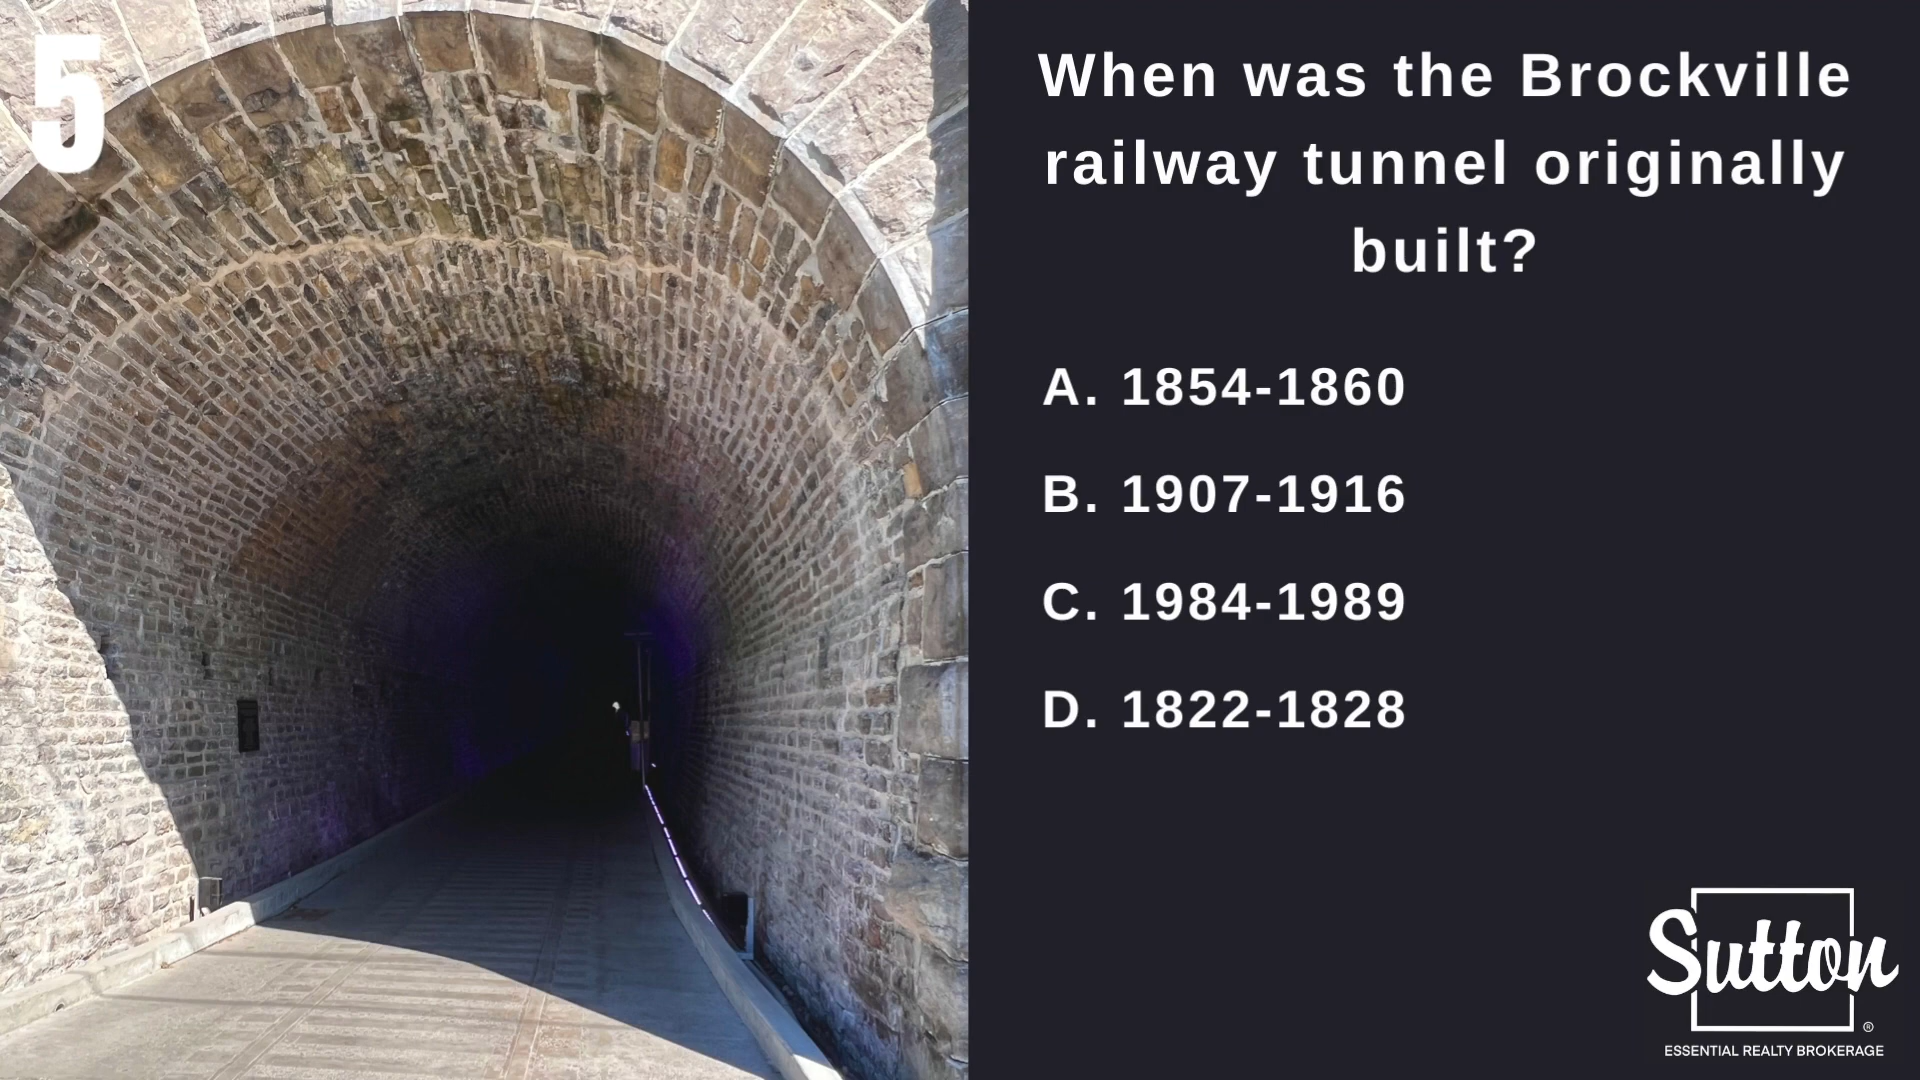 5
When was the Brockville
railway tunnel originally
built?
A. 1854-1860
B. 1907-1916
C. 1984-1989
D. 1822-1828
Sutton
®
ESSENTIAL REALTY BROKERAGE